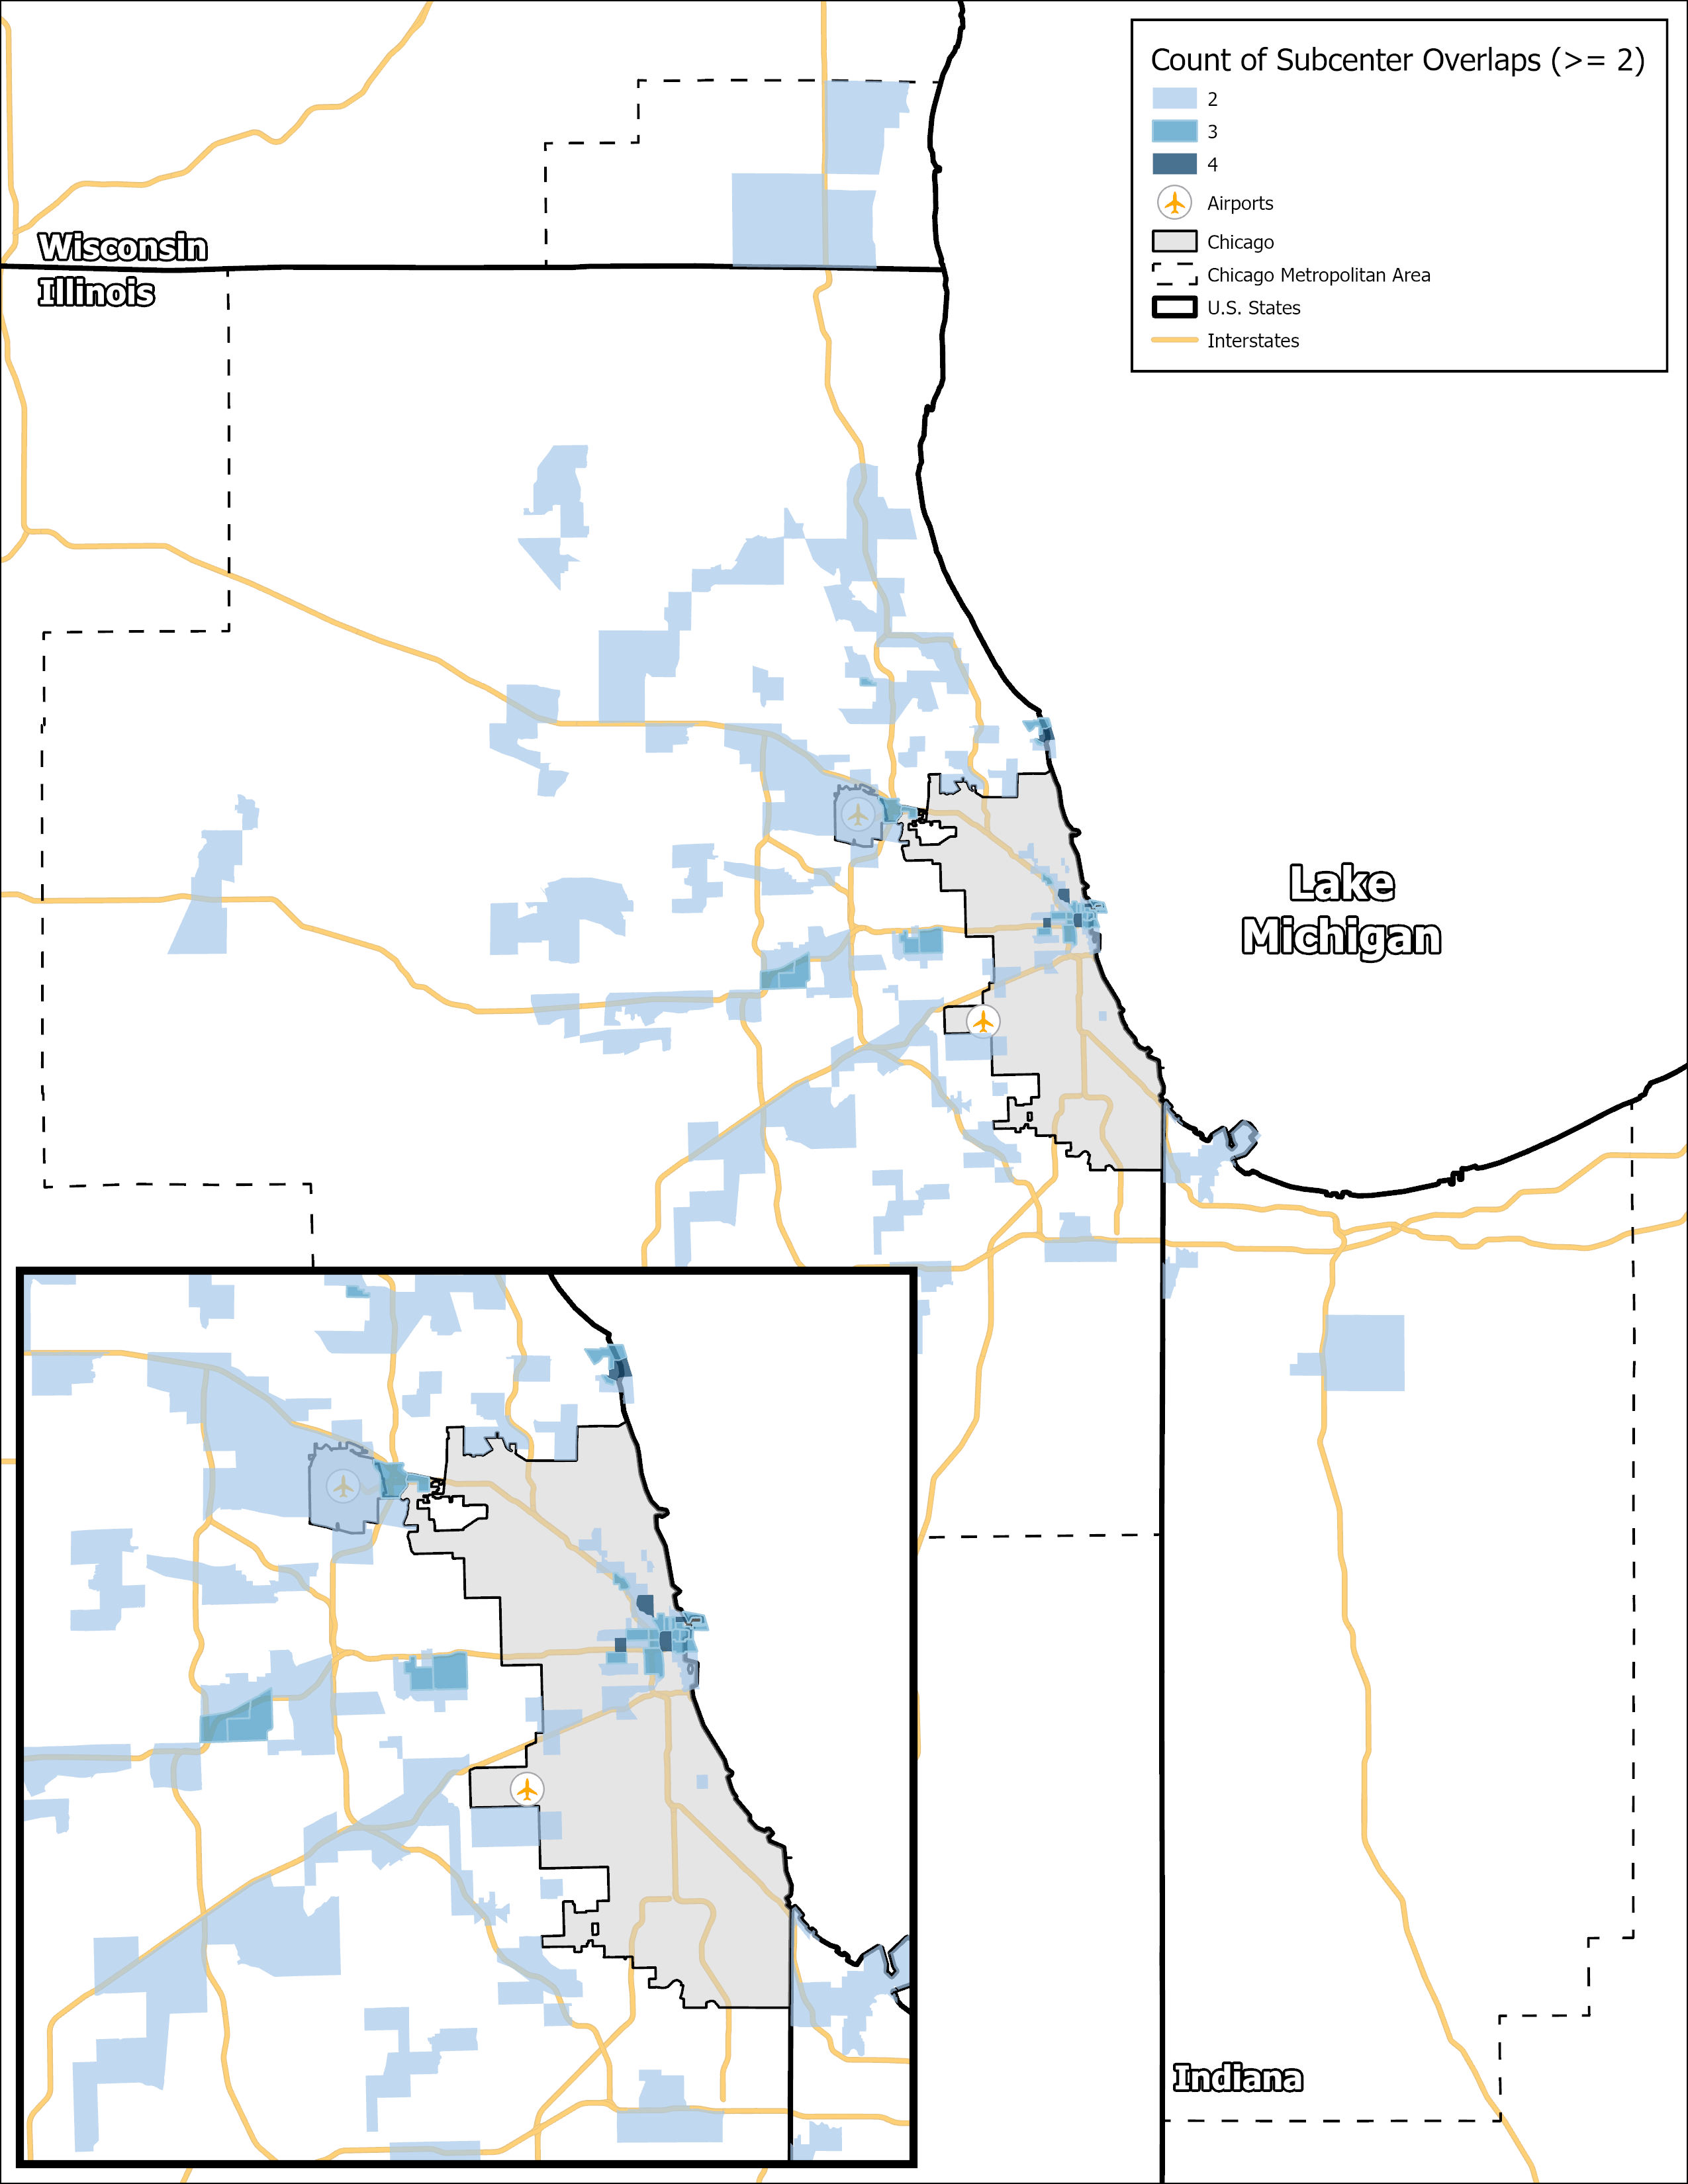 Count of Subcenter Overlaps (>= 2)
2
3
4
Airports
Chicago
Chicago Metropolitan Area
U.S. States
Interstates
Wisconsin
Illinois
Lake
Michigan
Indiana